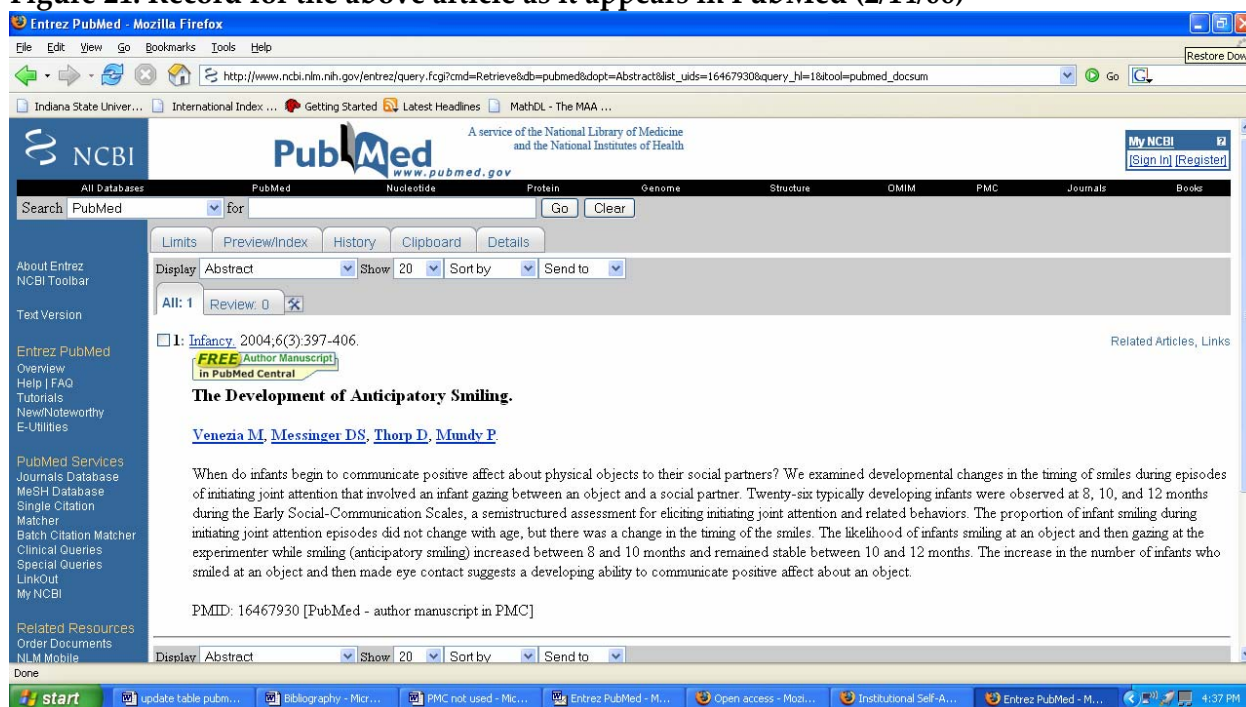 Figure 21. Record for the above article as it appears in PubMed (2/11/06)
Entrez PubMed - Mozilla Firefox
File Edit View Go Bookmarks Tools Help
Restore Dow
http://www.ncbi.nlm.nih.gov/entrez/query.fcgi?cmd=Retrieve&db=pubmed&dopt=Abstract&list_uids=16467930&query_hl=1&itool=pubmed_docsum Go G
Indiana State Univer... International Index ... Getting Started Latest Headlines MathDL - The MAA ...
NCBI
PubMed
www.pubmed.gov
A service of the National Library of Medicine
and the National Institutes of Health
My NCBI ?
[Sign In] [Register]
All Databases PubMed Nucleotide Protein Genome Structure OMIM PMC Journals Books
Search PubMed for Go Clear
Limits Preview/Index History Clipboard Details
Display Abstract Show 20 Sort by Send to
All: 1 Review: 0
About Entrez
NCBI Toolbar
Text Version
Entrez PubMed
Overview
Help | FAQ
Tutorials
New/Noteworthy
E-Utilities
PubMed Services
Journals Database
MeSH Database
Single Citation
Matcher
Batch Citation Matcher
Clinical Queries
Special Queries
LinkOut
My NCBI
Related Resources
Order Documents
NLM Mobile
1: Infancy. 2004;6(3):397-406.
Related Articles, Links
FREE Author Manuscript
in PubMed Central
The Development of Anticipatory Smiling.
Venezia M, Messinger DS, Thorp D, Mundy P.
When do infants begin to communicate positive affect about physical objects to their social partners? We examined developmental changes in the timing of smiles during episodes
of initiating joint attention that involved an infant gazing between an object and a social partner. Twenty-six typically developing infants were observed at 8, 10, and 12 months
during the Early Social-Communication Scales, a semistructured assessment for eliciting initiating joint attention and related behaviors. The proportion of infant smiling during
initiating joint attention episodes did not change with age, but there was a change in the timing of the smiles. The likelihood of infants smiling at an object and then gazing at the
experimenter while smiling (anticipatory smiling) increased between 8 and 10 months and remained stable between 10 and 12 months. The increase in the number of infants who
smiled at an object and then made eye contact suggests a developing ability to communicate positive affect about an object.
PMID: 16467930 [PubMed - author manuscript in PMC]
Display Abstract Show 20 Sort by Send to
Done
start update table pubm... Bibliography - Micr... PMC not used - Mic... Entrez PubMed - M... Open access - Mozi... Institutional Self-A... Entrez PubMed - M... 4:37 PM